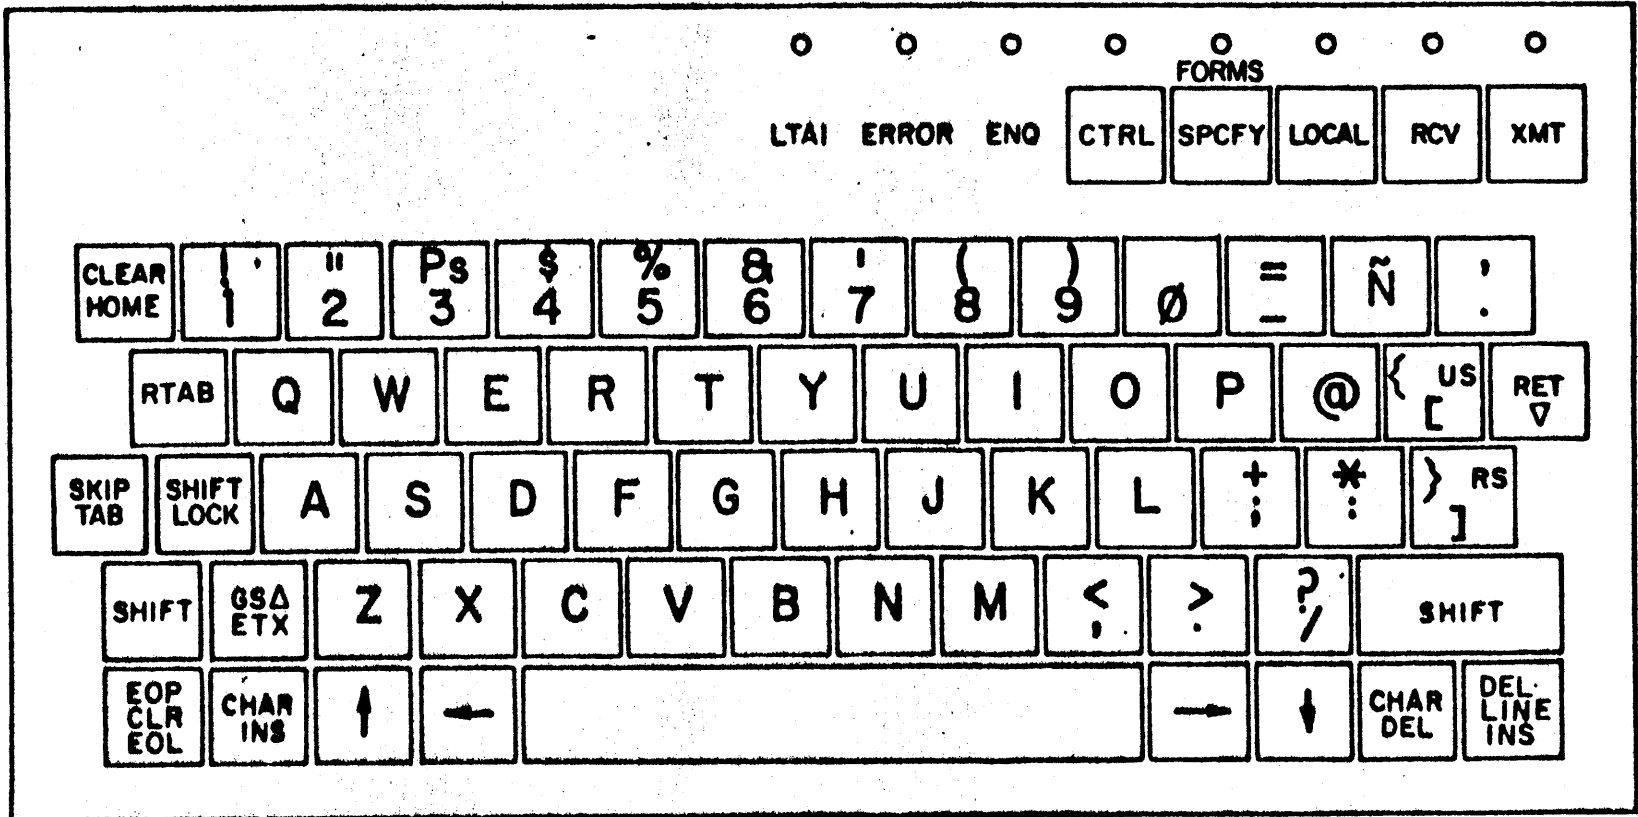 FORMS
LTAI ERROR ENQ CTRL SPCFY LOCAL RCV XMT
CLEAR HOME ! 1 " 2 Ps 3 $ 4 % 5 & 6 ' 7 ( 8 ) 9 Ø = - Ñ ' .
RTAB Q W E R T Y U I O P @ { US [ RET ▽
SKIP TAB SHIFT LOCK A S D F G H J K L + ; * : } RS ]
SHIFT GSΔ ETX Z X C V B N M < , > . ? / SHIFT
EOP CLR EOL CHAR INS ↑ ← → ↓ CHAR DEL DEL LINE INS